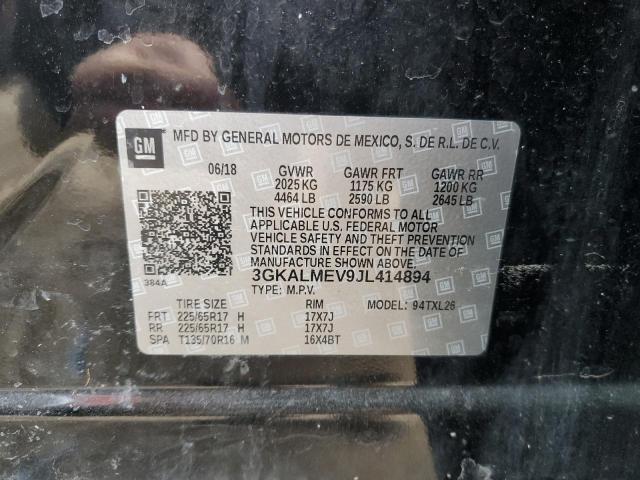 GM MFD BY GENERAL MOTORS DE MEXICO, S. DE R.L. DE C.V.
06/18 GVWR GAWR FRT GAWR RR
2025 KG 1175 KG 1200 KG
4464 LB 2590 LB 2645 LB
THIS VEHICLE CONFORMS TO ALL
APPLICABLE U.S. FEDERAL MOTOR
VEHICLE SAFETY AND THEFT PREVENTION
STANDARDS IN EFFECT ON THE DATE OF
MANUFACTURE SHOWN ABOVE.
3GKALMEV9JL414894
384A
TYPE: M.P.V.
TIRE SIZE RIM MODEL: 94TXL26
FRT 225/65R17 H 17X7J
RR 225/65R17 H 17X7J
SPA T135/70R16 M 16X4BT